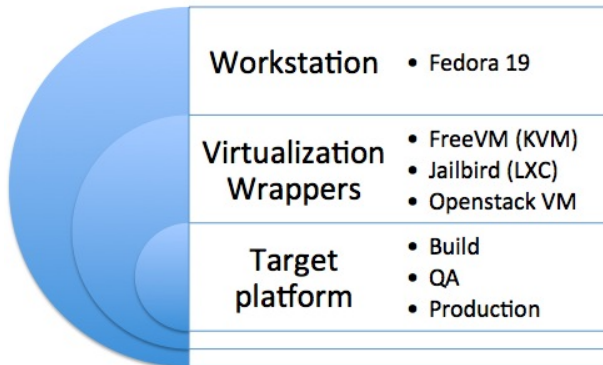 Workstation
• Fedora 19
Virtualization
Wrappers
• FreeVM (KVM)
• Jailbird (LXC)
• Openstack VM
Target
platform
• Build
• QA
• Production